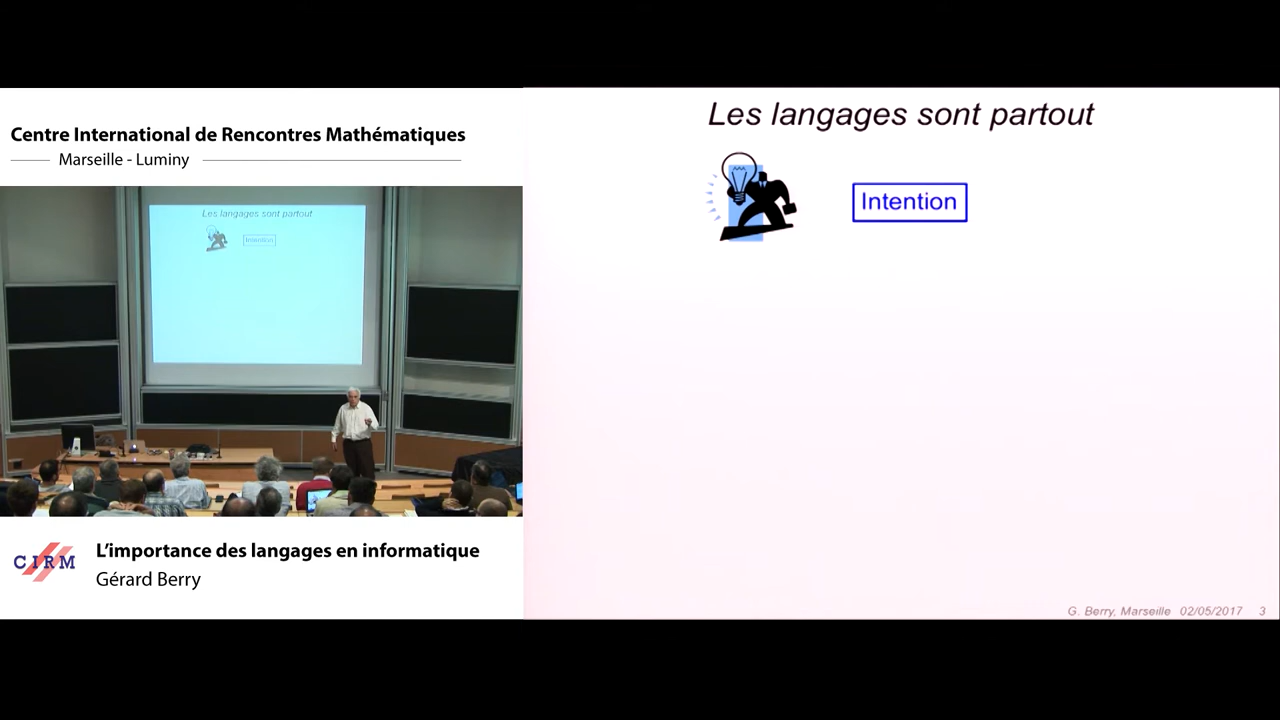 Centre International de Rencontres Mathématiques
Marseille - Luminy
Les langages sont partout
Intention
CIRM
L'importance des langages en informatique
Gérard Berry
Les langages sont partout
Intention
G. Berry, Marseille 02/05/2017 3